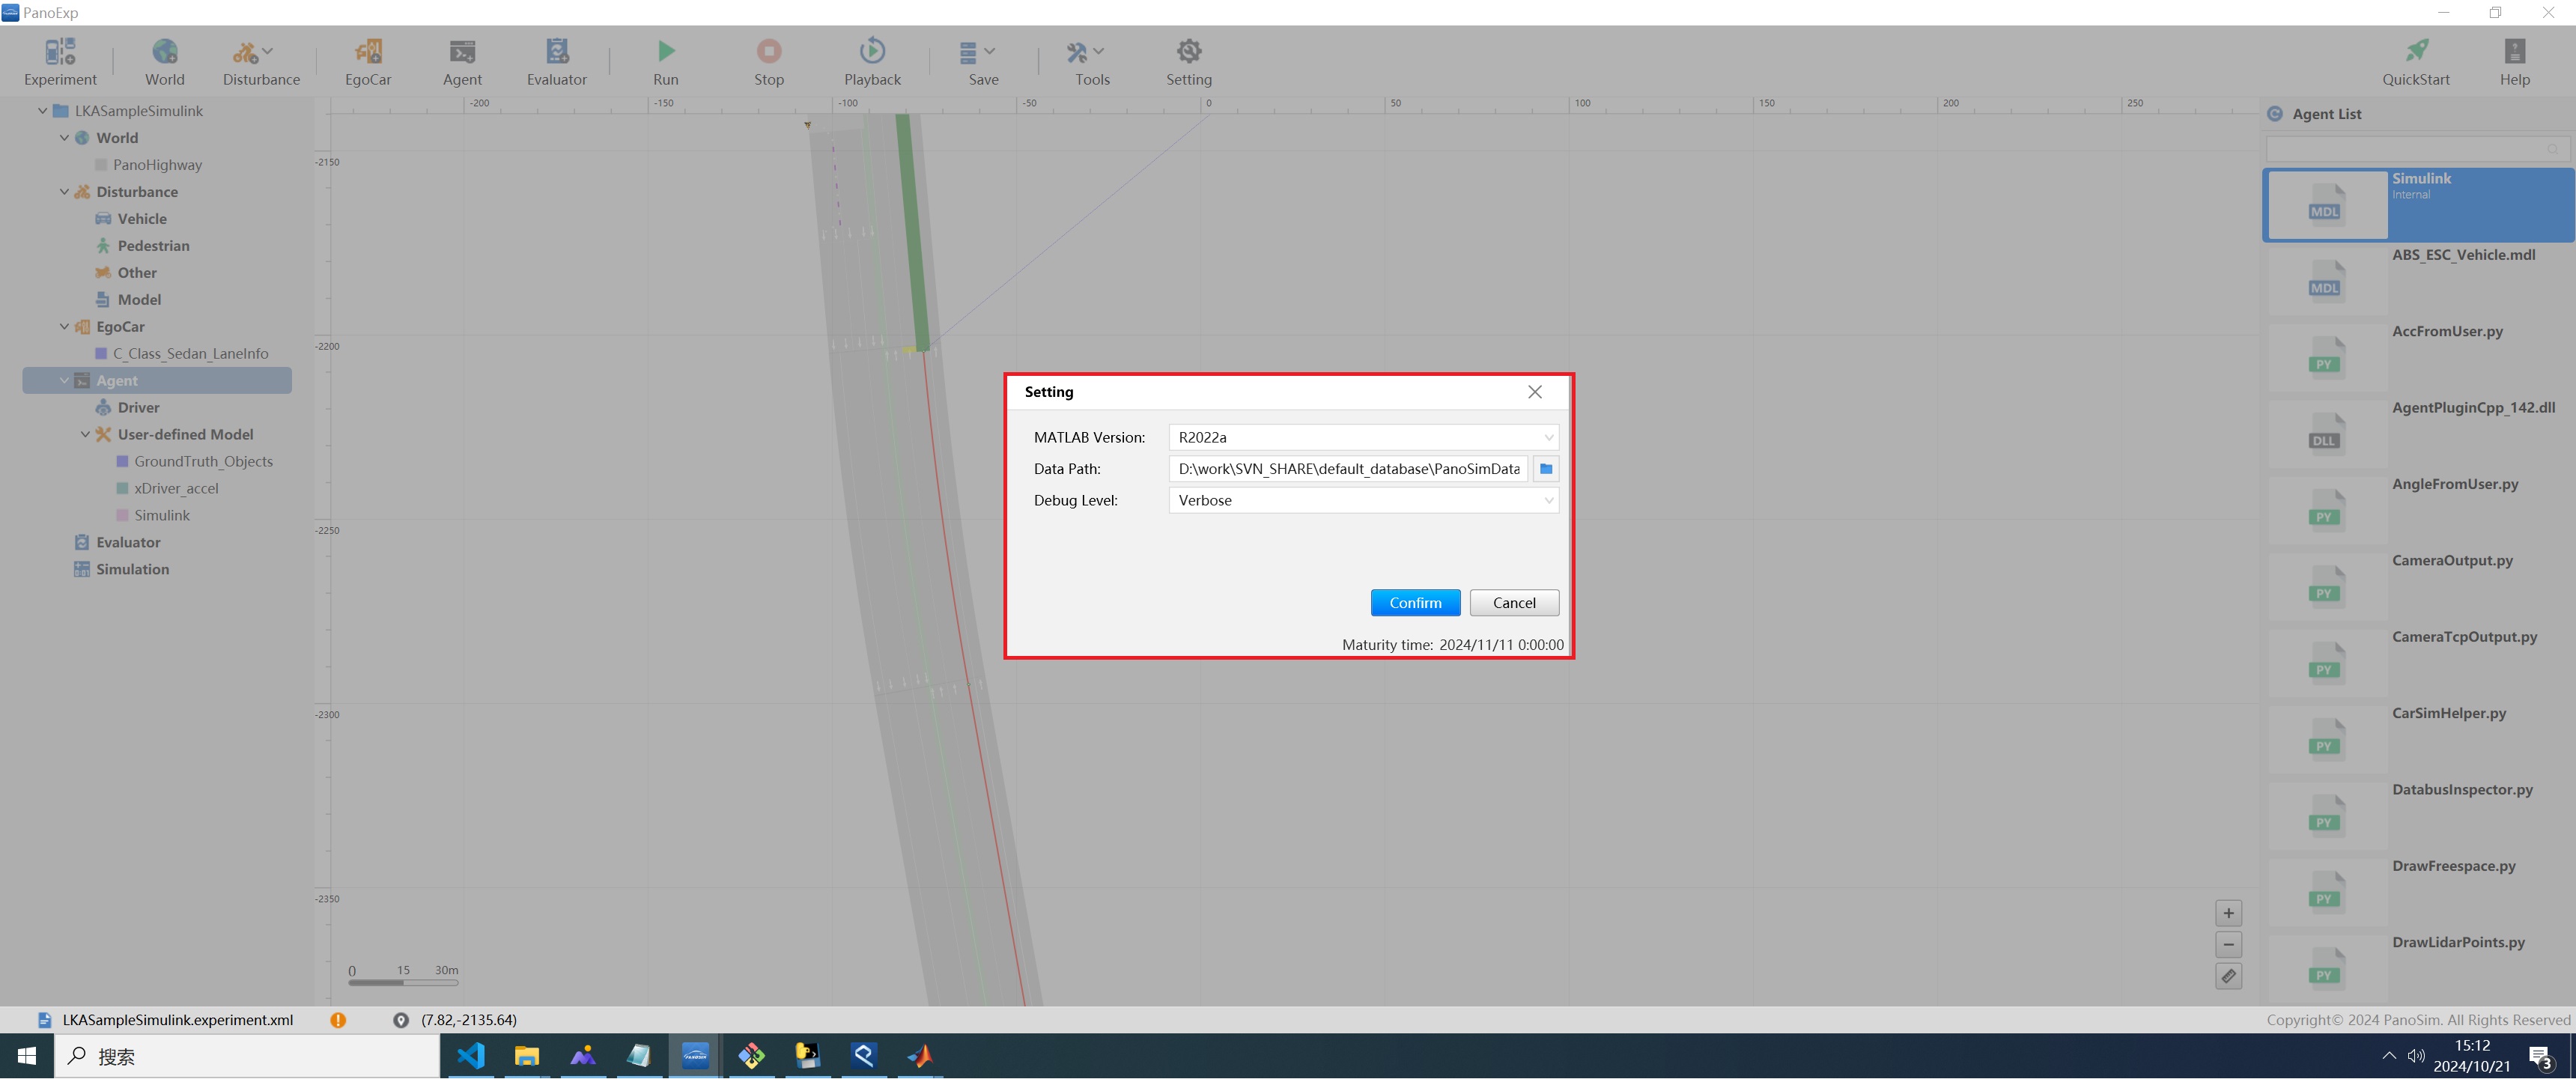 PanoExp
Experiment
World
Disturbance
EgoCar
Agent
Evaluator
Run
Stop
Playback
Save
Tools
Setting
QuickStart
Help
LKASampleSimulink
World
PanoHighway
Disturbance
Vehicle
Pedestrian
Other
Model
EgoCar
C_Class_Sedan_LaneInfo
Agent
Driver
User-defined Model
GroundTruth_Objects
xDriver_accel
Simulink
Evaluator
Simulation
-200
-150
-100
-50
0
50
100
150
200
250
-2150
-2200
-2250
-2300
-2350
0 15 30m
Setting
MATLAB Version: R2022a
Data Path: D:\work\SVN_SHARE\default_database\PanoSimData
Debug Level: Verbose
Confirm
Cancel
Maturity time: 2024/11/11 0:00:00
Agent List
Simulink
Internal
MDL
ABS_ESC_Vehicle.mdl
MDL
AccFromUser.py
PY
AgentPluginCpp_142.dll
DLL
AngleFromUser.py
PY
CameraOutput.py
PY
CameraTcpOutput.py
PY
CarSimHelper.py
PY
DatabusInspector.py
PY
DrawFreespace.py
PY
DrawLidarPoints.py
PY
LKASampleSimulink.experiment.xml
(7.82,-2135.64)
Copyright© 2024 PanoSim. All Rights Reserved
搜索
15:12
2024/10/21
3